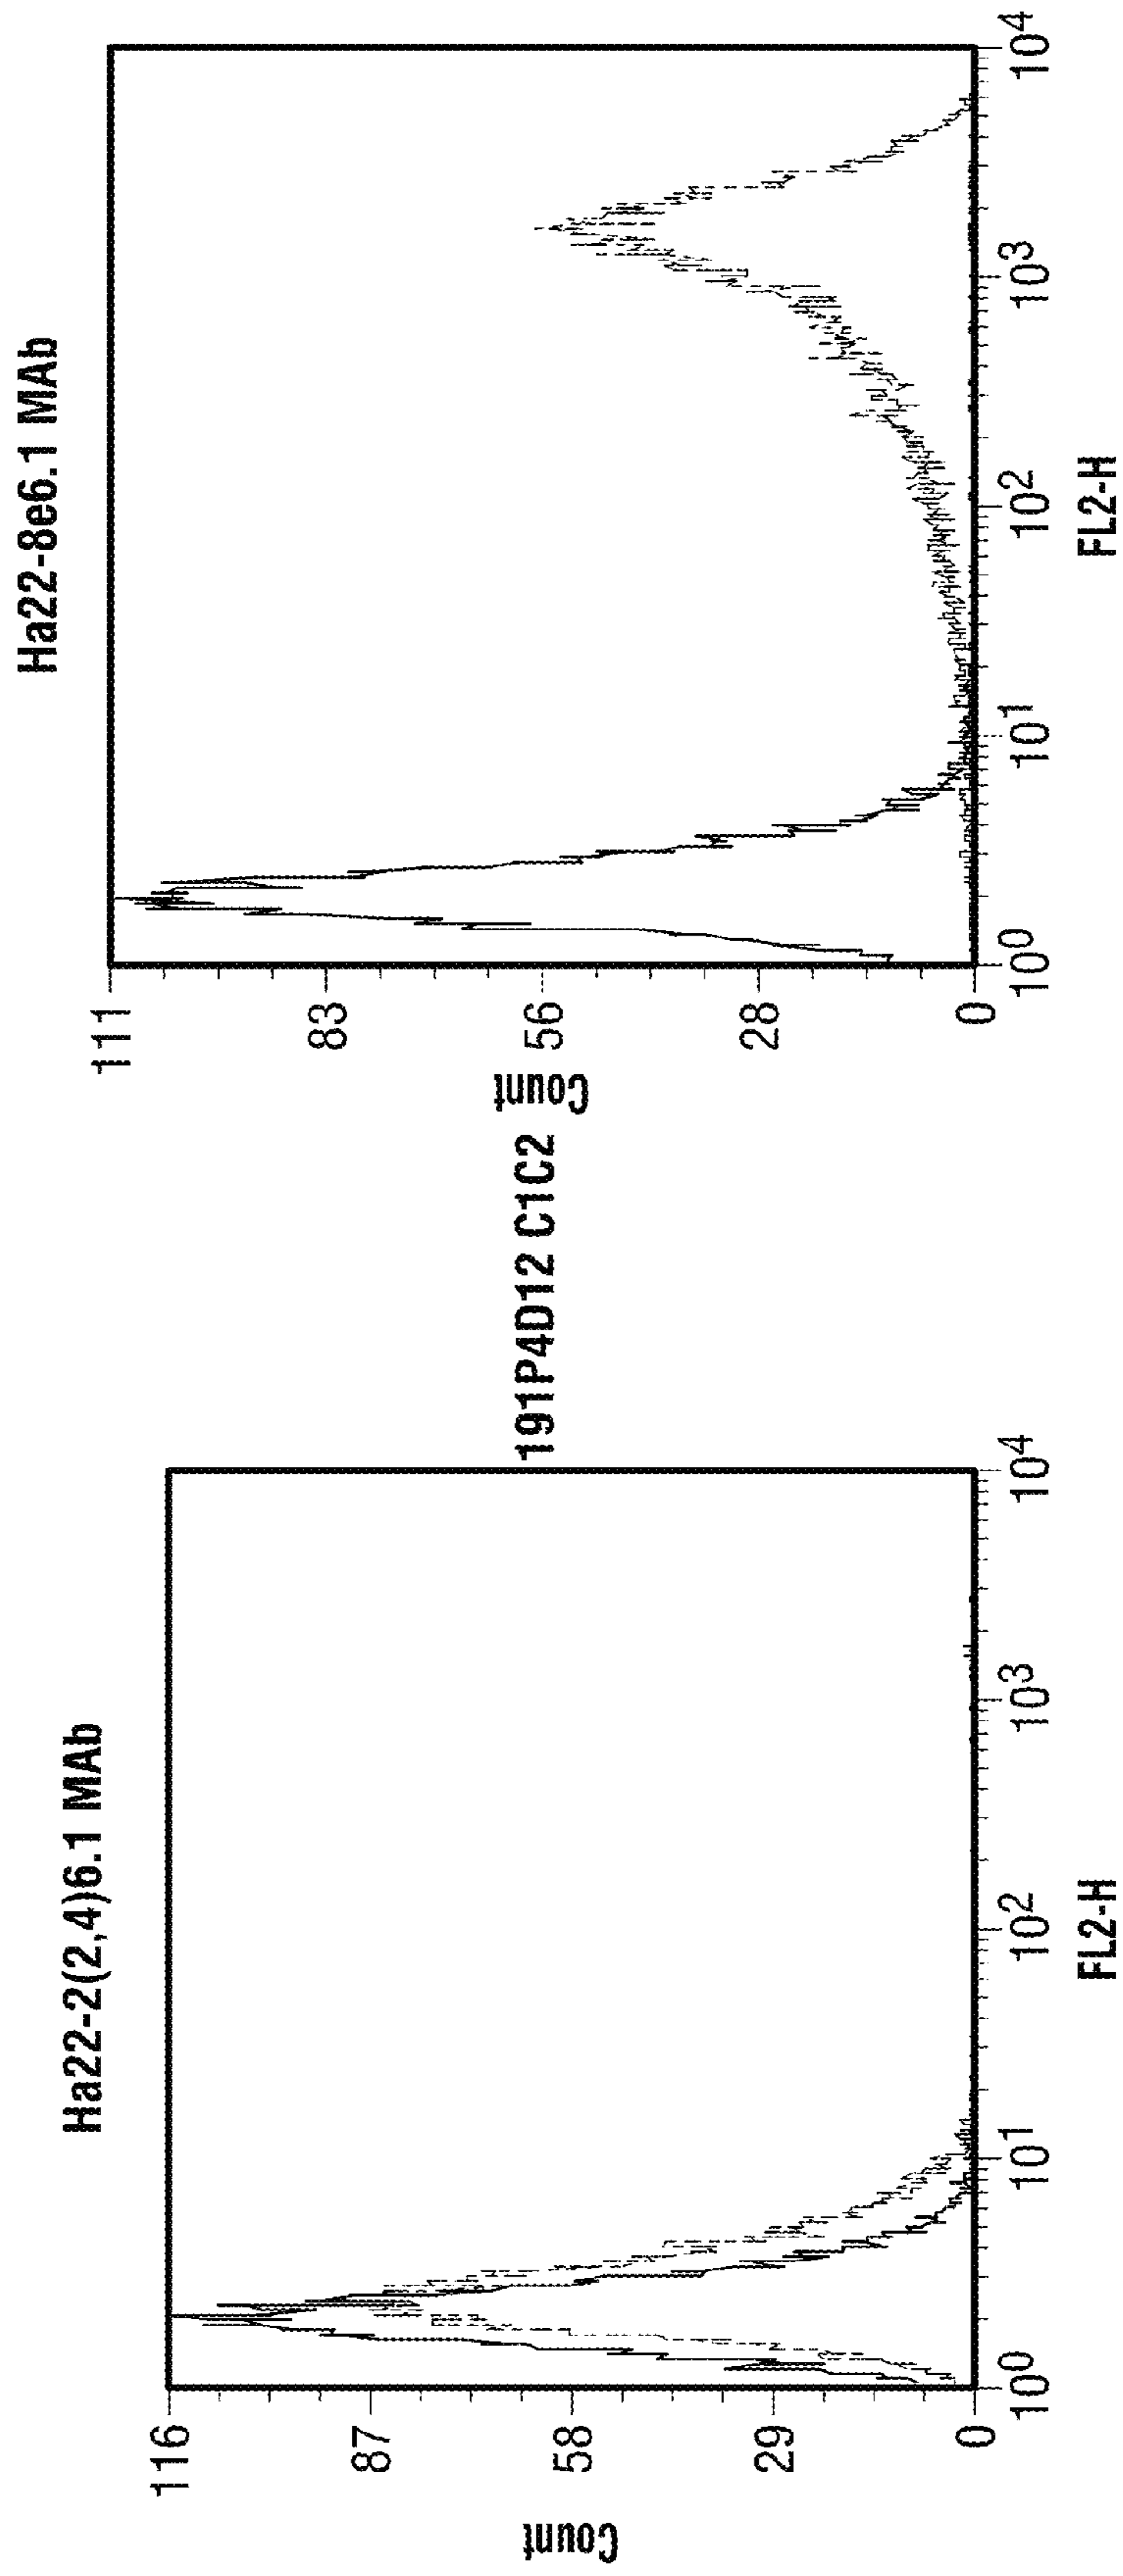 Ha22-2(2,4)6.1 MAb
Count
116
87
58
29
0
10⁰
10¹
10²
10³
10⁴
FL2-H
191P4D12 C1C2
Ha22-8e6.1 MAb
Count
111
83
56
28
0
10⁰
10¹
10²
10³
10⁴
FL2-H